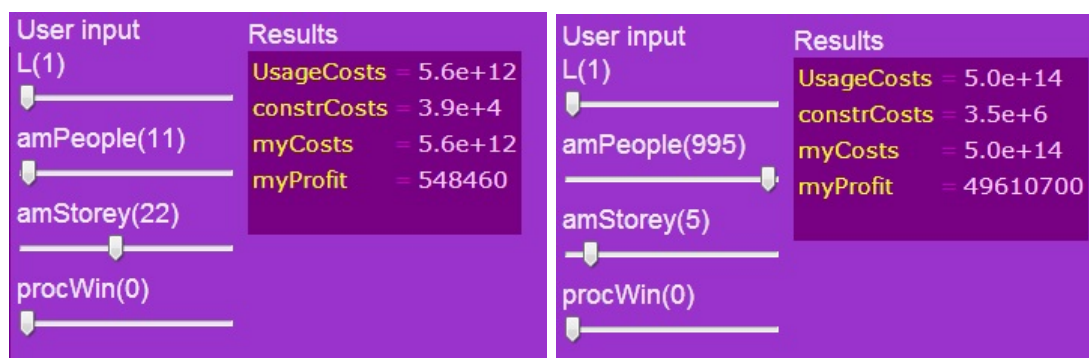 User input
L(1)
amPeople(11)
amStorey(22)
procWin(0)
Results
UsageCosts = 5.6e+12
constrCosts = 3.9e+4
myCosts = 5.6e+12
myProfit = 548460
User input
L(1)
amPeople(995)
amStorey(5)
procWin(0)
Results
UsageCosts = 5.0e+14
constrCosts = 3.5e+6
myCosts = 5.0e+14
myProfit = 49610700